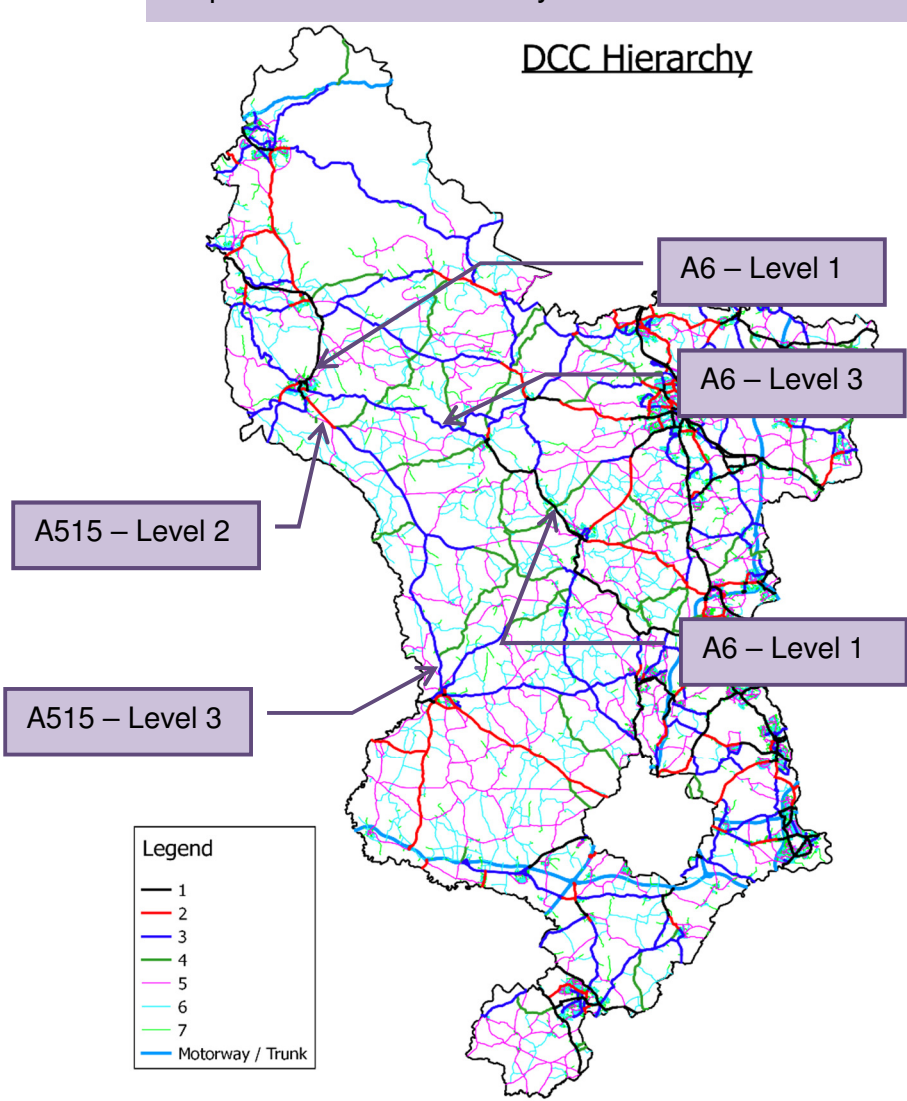 DCC Hierarchy
A6 – Level 1
A6 – Level 3
A515 – Level 2
A6 – Level 1
A515 – Level 3
Legend
1
2
3
4
5
6
7
Motorway / Trunk